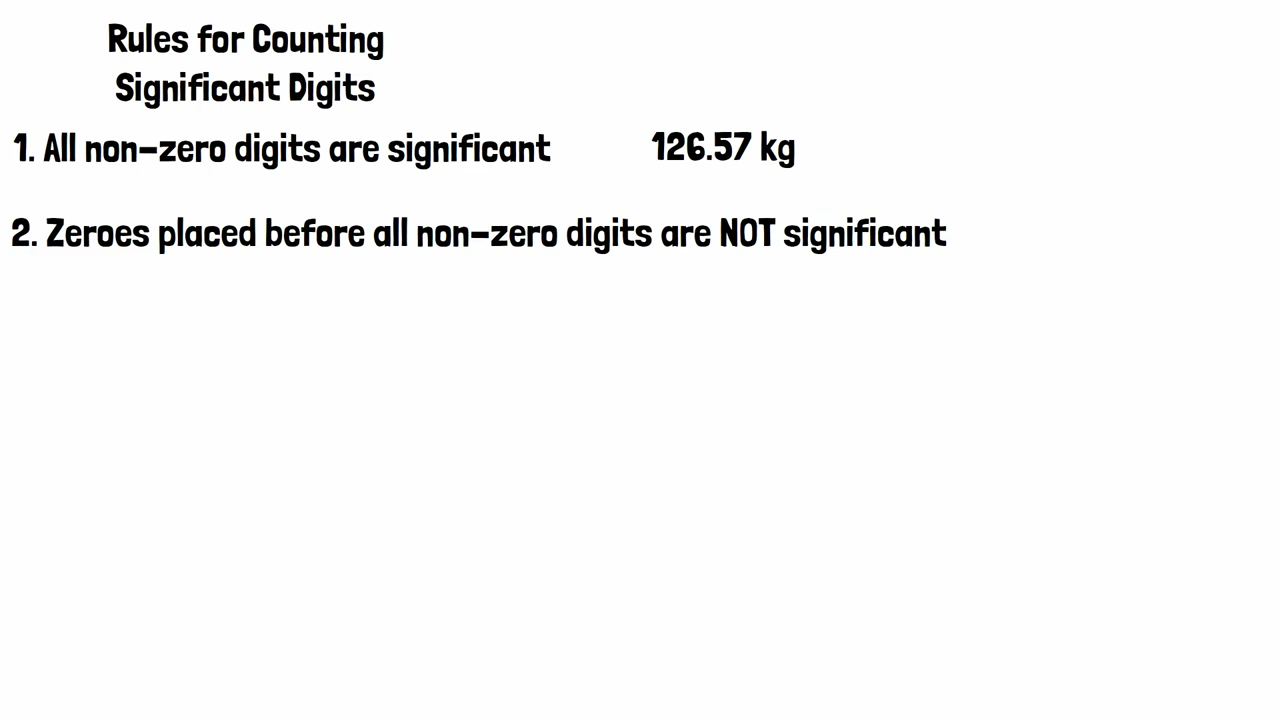 Rules for Counting
Significant Digits
1. All non-zero digits are significant 126.57 kg
2. Zeroes placed before all non-zero digits are NOT significant